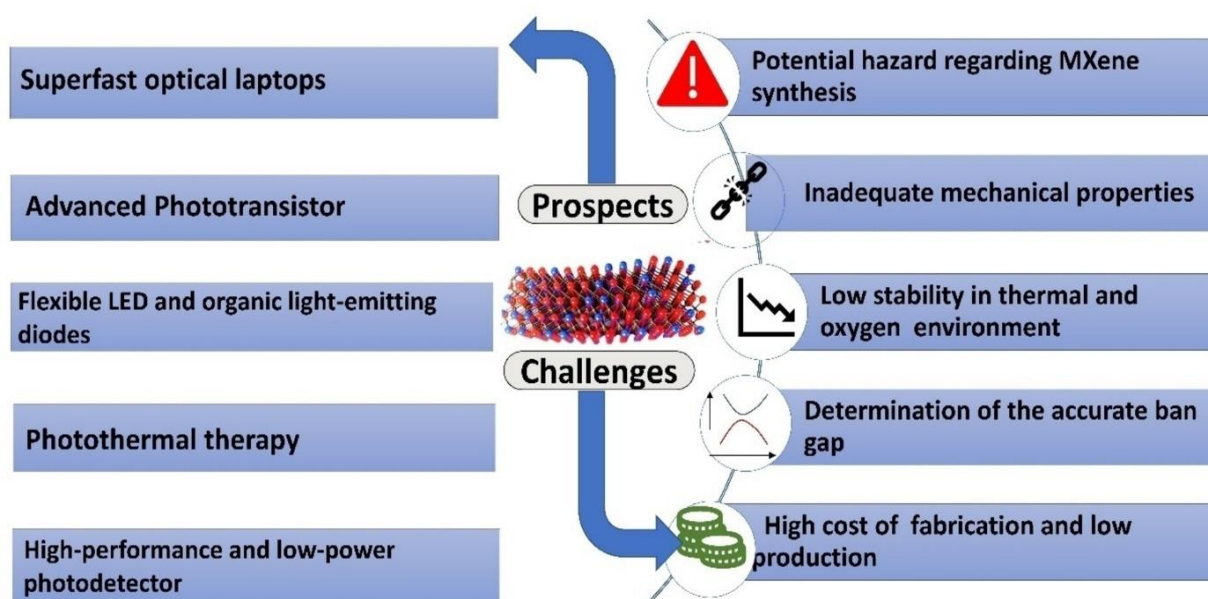 Superfast optical laptops
Advanced Phototransistor
Flexible LED and organic light-emitting
diodes
Photothermal therapy
High-performance and low-power
photodetector
Prospects
Challenges
Potential hazard regarding MXene
synthesis
Inadequate mechanical properties
Low stability in thermal and
oxygen environment
Determination of the accurate ban
gap
High cost of fabrication and low
production